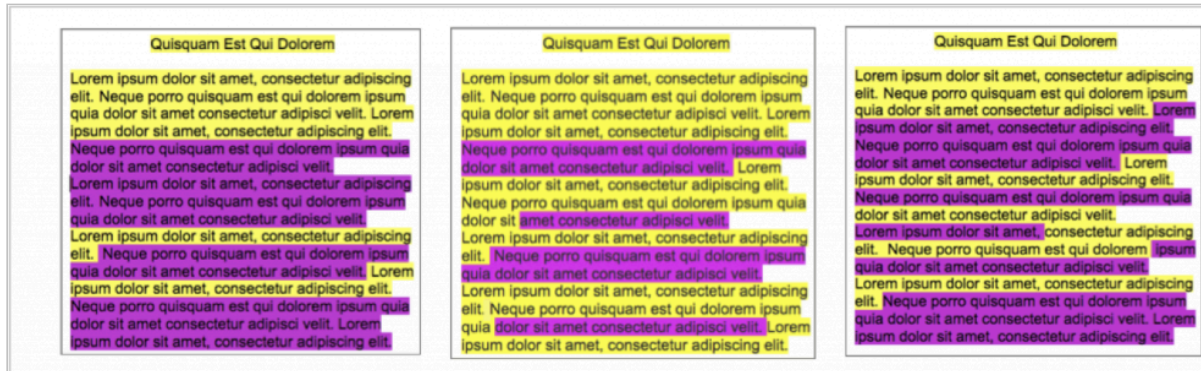 Quisquam Est Qui Dolorem
Lorem ipsum dolor sit amet, consectetur adipiscing
elit. Neque porro quisquam est qui dolorem ipsum
quia dolor sit amet consectetur adipisci velit. Lorem
ipsum dolor sit amet, consectetur adipiscing elit.
Neque porro quisquam est qui dolorem ipsum quia
dolor sit amet consectetur adipisci velit.
Lorem ipsum dolor sit amet, consectetur adipiscing
elit. Neque porro quisquam est qui dolorem ipsum
quia dolor sit amet consectetur adipisci velit.
Lorem ipsum dolor sit amet, consectetur adipiscing
elit. Neque porro quisquam est qui dolorem ipsum
quia dolor sit amet consectetur adipisci velit. Lorem
ipsum dolor sit amet, consectetur adipiscing elit.
Neque porro quisquam est qui dolorem ipsum quia
dolor sit amet consectetur adipisci velit. Lorem
ipsum dolor sit amet, consectetur adipiscing elit.
Quisquam Est Qui Dolorem
Lorem ipsum dolor sit amet, consectetur adipiscing
elit. Neque porro quisquam est qui dolorem ipsum
quia dolor sit amet consectetur adipisci velit. Lorem
ipsum dolor sit amet, consectetur adipiscing elit.
Neque porro quisquam est qui dolorem ipsum quia
dolor sit amet consectetur adipisci velit. Lorem
ipsum dolor sit amet, consectetur adipiscing elit.
Neque porro quisquam est qui dolorem ipsum quia
dolor sit amet consectetur adipisci velit.
Lorem ipsum dolor sit amet, consectetur adipiscing
elit. Neque porro quisquam est qui dolorem ipsum
quia dolor sit amet consectetur adipisci velit.
Lorem ipsum dolor sit amet, consectetur adipiscing
elit. Neque porro quisquam est qui dolorem ipsum
quia dolor sit amet consectetur adipisci velit. Lorem
ipsum dolor sit amet, consectetur adipiscing elit.
Quisquam Est Qui Dolorem
Lorem ipsum dolor sit amet, consectetur adipiscing
elit. Neque porro quisquam est qui dolorem ipsum
quia dolor sit amet consectetur adipisci velit. Lorem
ipsum dolor sit amet, consectetur adipiscing elit.
Neque porro quisquam est qui dolorem ipsum quia
dolor sit amet consectetur adipisci velit. Lorem
ipsum dolor sit amet, consectetur adipiscing elit.
Neque porro quisquam est qui dolorem ipsum quia
dolor sit amet consectetur adipisci velit.
Lorem ipsum dolor sit amet, consectetur adipiscing
elit. Neque porro quisquam est qui dolorem ipsum
quia dolor sit amet consectetur adipisci velit.
Lorem ipsum dolor sit amet, consectetur adipiscing
elit. Neque porro quisquam est qui dolorem ipsum
quia dolor sit amet consectetur adipisci velit. Lorem
ipsum dolor sit amet, consectetur adipiscing elit.